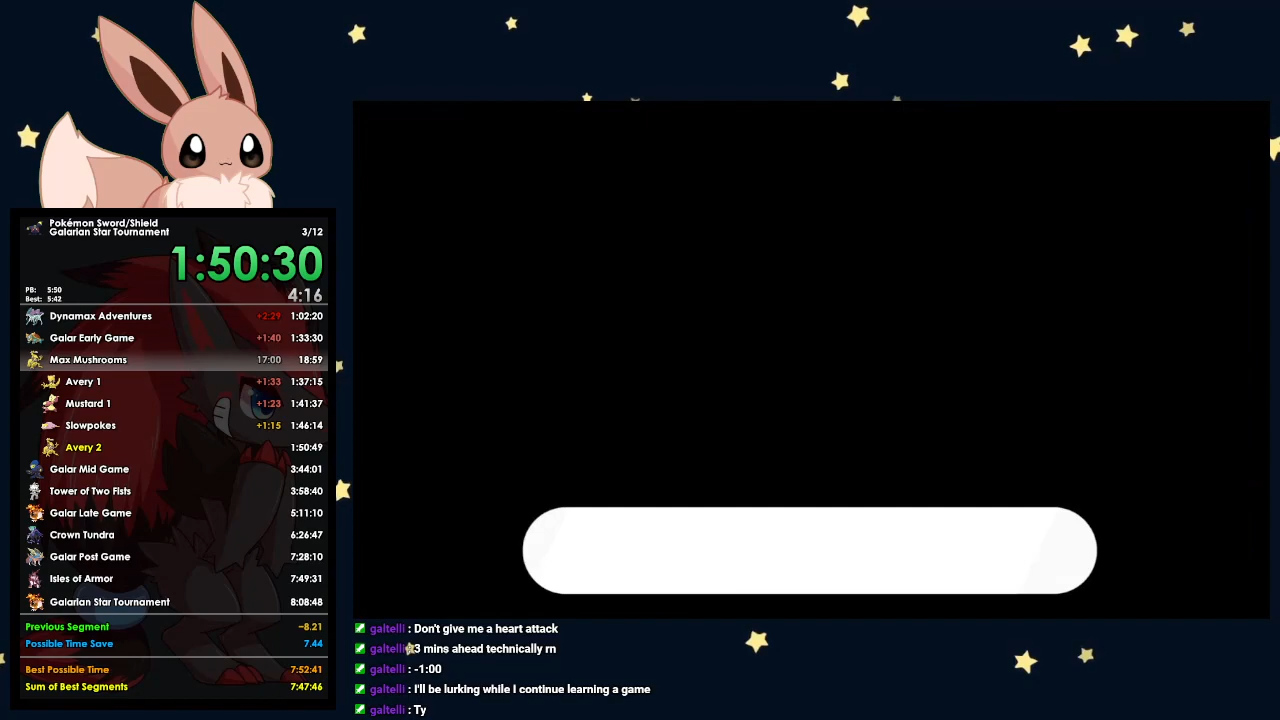 Pokémon Sword/Shield
Galarian Star Tournament 3/12
1:50:30
PB: 5:50
Best: 5:42
4:16
Dynamax Adventures +2:29 1:02:20
Galar Early Game +1:40 1:33:30
Max Mushrooms 17:00 18:59
Avery 1 +1:33 1:37:15
Mustard 1 +1:23 1:41:37
Slowpokes +1:15 1:46:14
Avery 2 1:50:49
Galar Mid Game 3:44:01
Tower of Two Fists 3:58:40
Galar Late Game 5:11:10
Crown Tundra 6:26:47
Galar Post Game 7:28:10
Isles of Armor 7:49:31
Galarian Star Tournament 8:08:48
Previous Segment −8.21
Possible Time Save 7.44
Best Possible Time 7:52:41
Sum of Best Segments 7:47:46
galtelli : Don't give me a heart attack
galtelli : 3 mins ahead technically rn
galtelli : -1:00
galtelli : I'll be lurking while I continue learning a game
galtelli : Ty